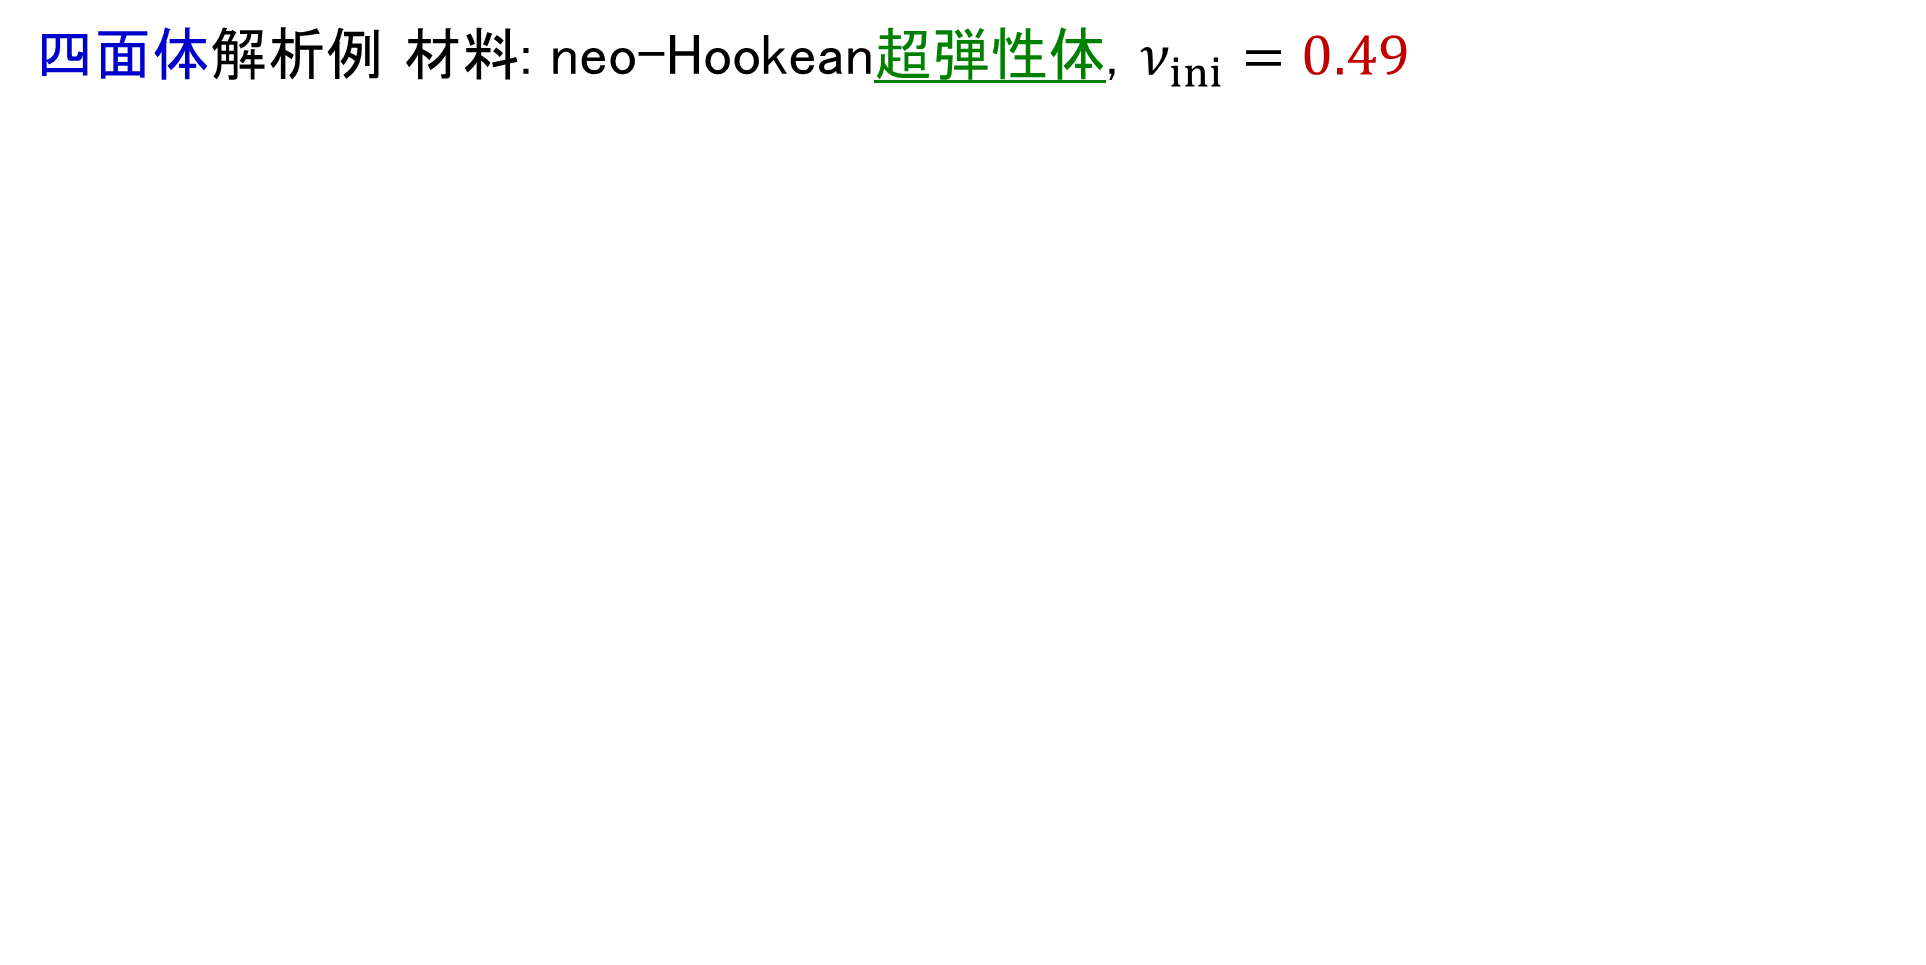 四面体解析例 材料: neo-Hookean超弾性体, ν_ini = 0.49